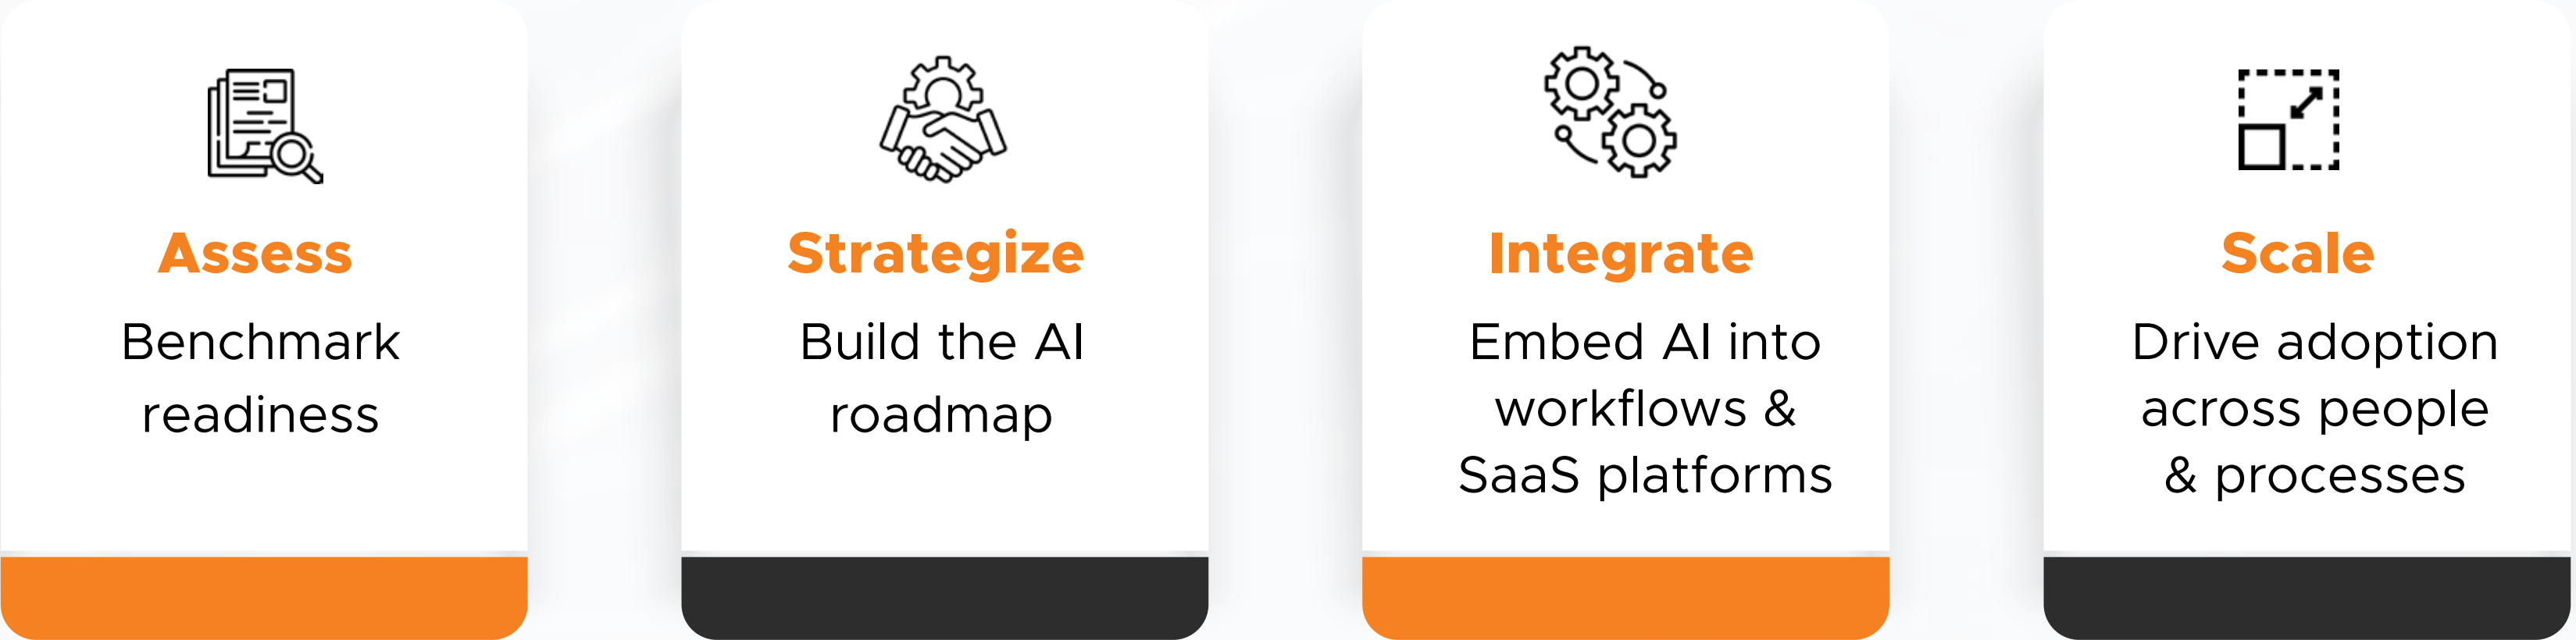 Assess
Benchmark
readiness
Strategize
Build the AI
roadmap
Integrate
Embed AI into
workflows &
SaaS platforms
Scale
Drive adoption
across people
& processes